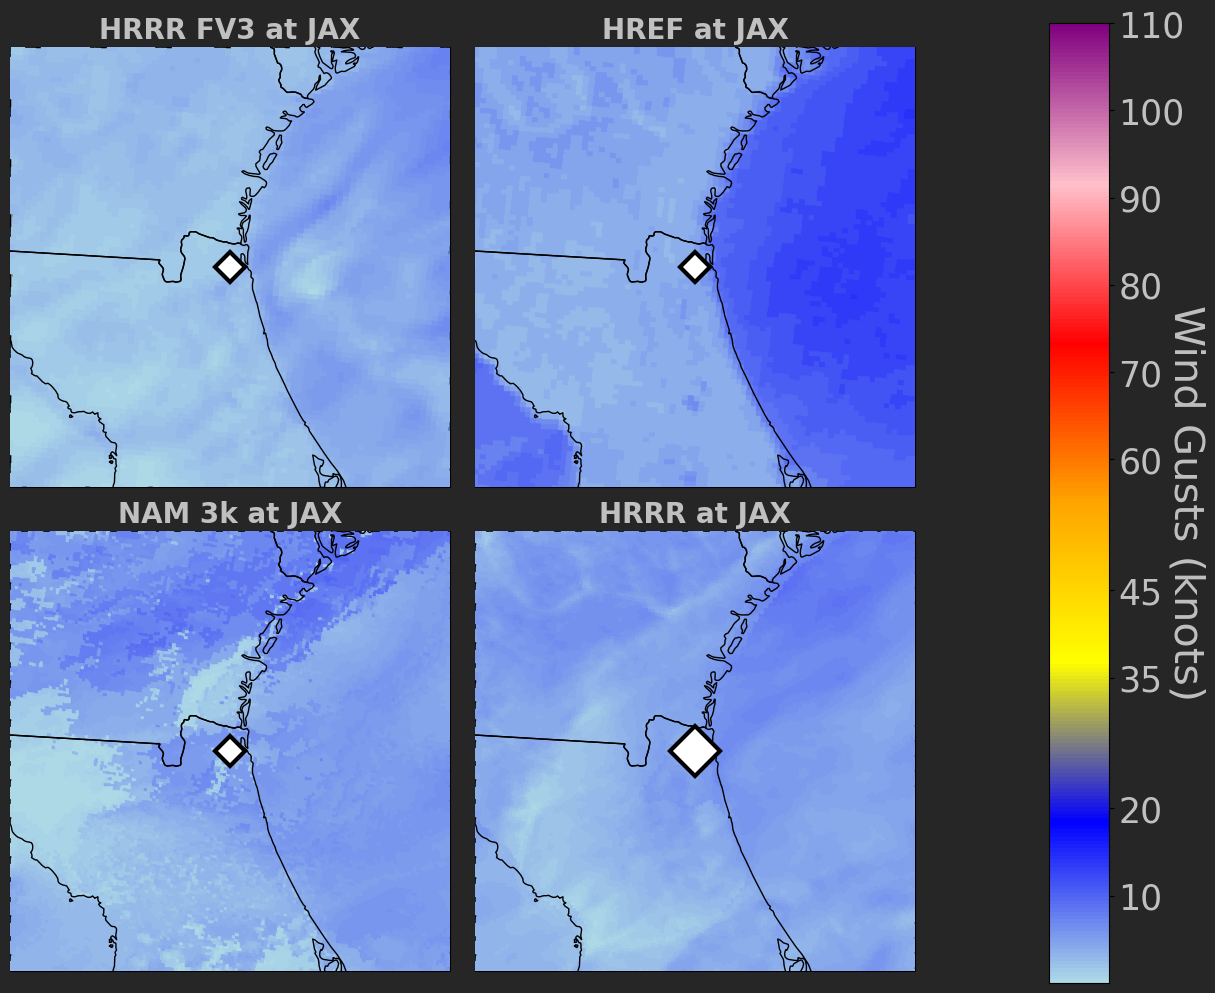 HRRR FV3 at JAX
HREF at JAX
NAM 3k at JAX
HRRR at JAX
110
100
90
80
70
60
45
35
20
10
Wind Gusts (knots)